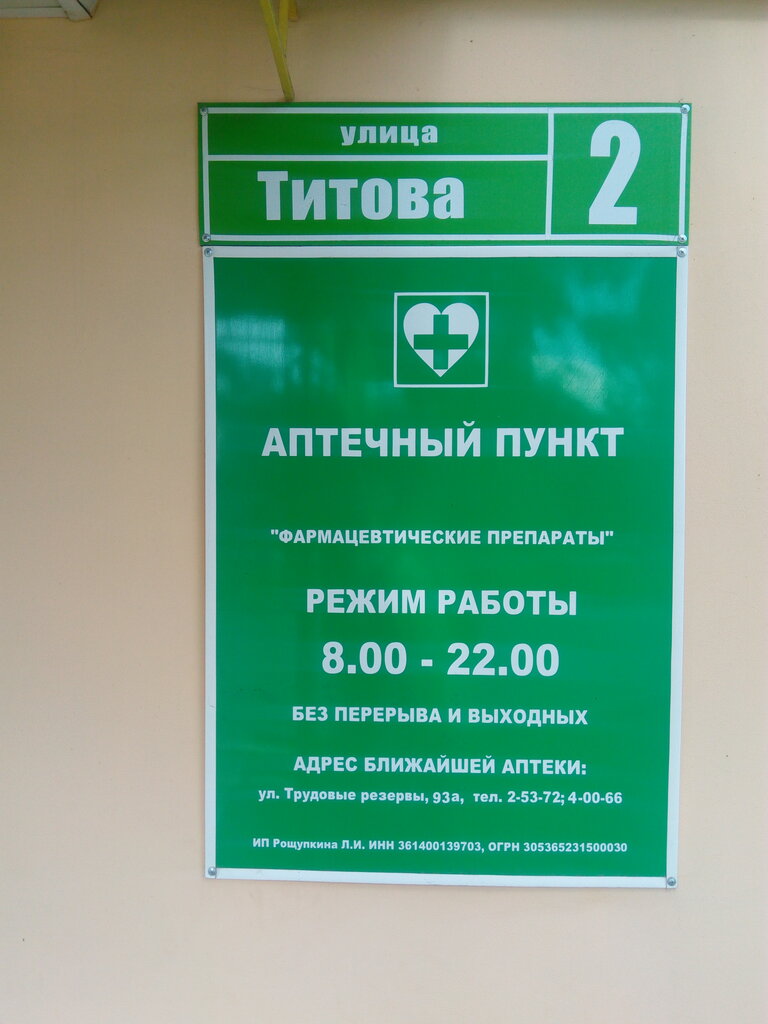 улица
Титова
2
АПТЕЧНЫЙ ПУНКТ
"ФАРМАЦЕВТИЧЕСКИЕ ПРЕПАРАТЫ"
РЕЖИМ РАБОТЫ
8.00 - 22.00
БЕЗ ПЕРЕРЫВА И ВЫХОДНЫХ
АДРЕС БЛИЖАЙШЕЙ АПТЕКИ:
ул. Трудовые резервы, 93а, тел. 2-53-72; 4-00-66
ИП Рощупкина Л.И. ИНН 361400139703, ОГРН 305365231500030